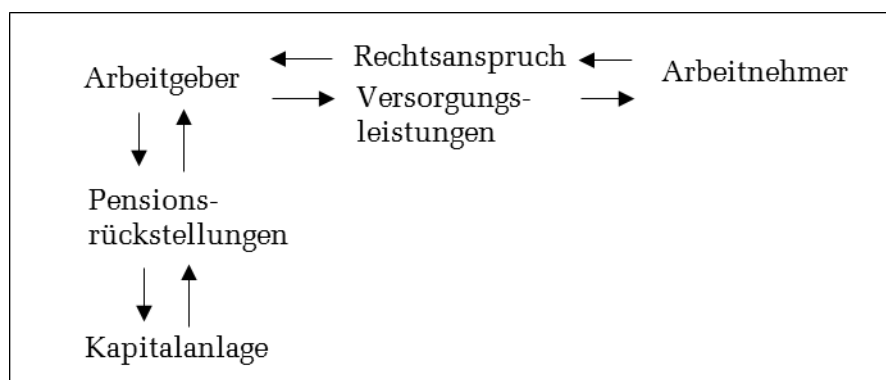 Rechtsanspruch
Arbeitgeber
Arbeitnehmer
Versorgungs-
leistungen
Pensions-
rückstellungen
Kapitalanlage